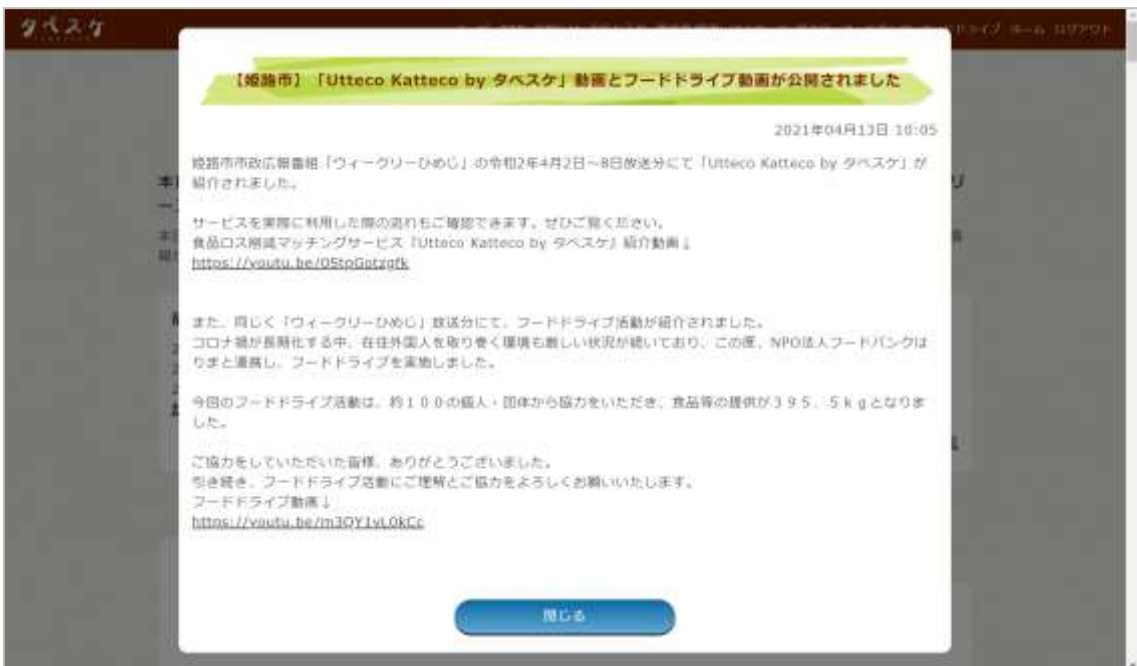 タベスケ
ドドライブ ホーム ログアウト
【姫路市】「Utteco Katteco by タベスケ」動画とフードドライブ動画が公開されました
2021年04月13日 10:05
姫路市市政広報番組「ウィークリーひめじ」の令和2年4月2日～8日放送分にて「Utteco Katteco by タベスケ」が
紹介されました。
サービスを実際に利用した際の流れもご確認できます。ぜひご覧ください。
食品ロス削減マッチングサービス『Utteco Katteco by タベスケ』紹介動画↓
https://youtu.be/
また、同じく「ウィークリーひめじ」放送分にて、フードドライブ活動が紹介されました。
コロナ禍が長期化する中、在住外国人を取り巻く環境も厳しい状況が続いており、この度、NPO法人フードバンクは
りまと連携し、フードドライブを実施しました。
今回のフードドライブ活動は、約１００の個人・団体から協力をいただき、食品等の提供が３９５．５ｋｇとなりま
した。
ご協力をしていただいた皆様、ありがとうございました。
引き続き、フードドライブ活動にご理解とご協力をよろしくお願いいたします。
フードドライブ動画↓
https://youtu.be/m3QY1vL0kCc
閉じる